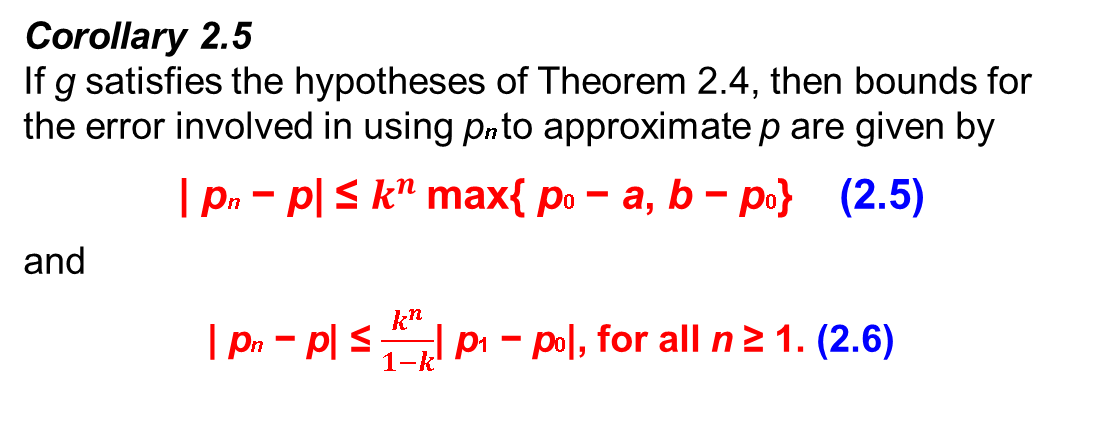 Corollary 2.5
If g satisfies the hypotheses of Theorem 2.4, then bounds for
the error involved in using pₙ to approximate p are given by
| pₙ − p| ≤ kⁿ max{ p₀ − a, b − p₀} (2.5)
and
| pₙ − p| ≤ kⁿ/(1−k) | p₁ − p₀|, for all n ≥ 1. (2.6)